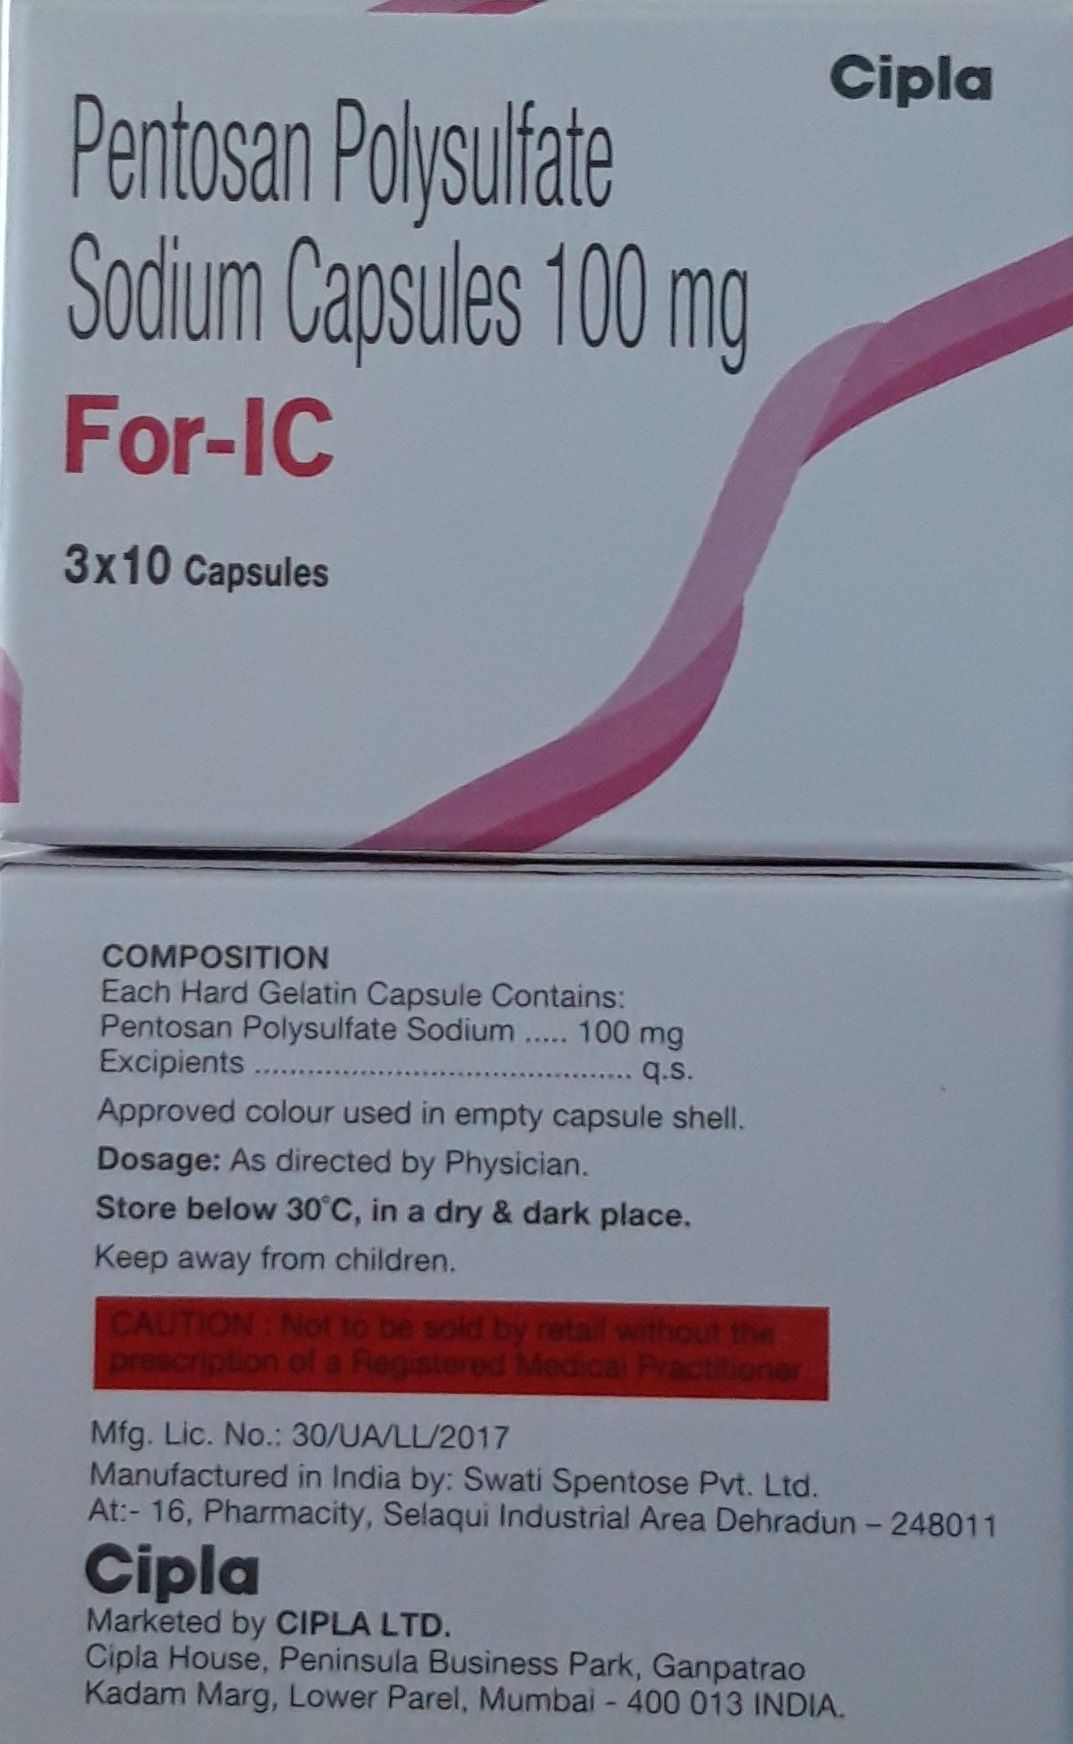 Cipla
Pentosan Polysulfate
Sodium Capsules 100 mg
For-IC
3x10 Capsules
COMPOSITION
Each Hard Gelatin Capsule Contains:
Pentosan Polysulfate Sodium ..... 100 mg
Excipients ........................................... q.s.
Approved colour used in empty capsule shell.
Dosage: As directed by Physician.
Store below 30°C, in a dry & dark place.
Keep away from children.
CAUTION : Not to be sold by retail without the
prescription of a Registered Medical Practitioner
Mfg. Lic. No.: 30/UA/LL/2017
Manufactured in India by: Swati Spentose Pvt. Ltd.
At:- 16, Pharmacity, Selaqui Industrial Area Dehradun – 248011
Cipla
Marketed by CIPLA LTD.
Cipla House, Peninsula Business Park, Ganpatrao
Kadam Marg, Lower Parel, Mumbai - 400 013 INDIA.